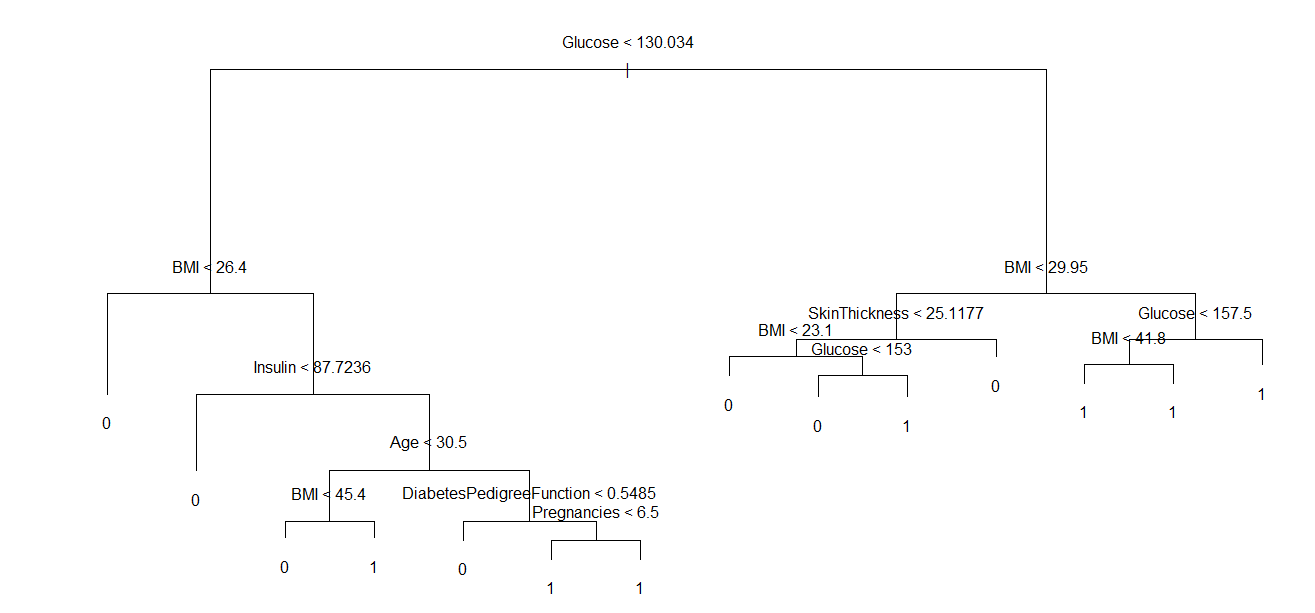 Glucose < 130.034
BMI < 26.4
BMI < 29.95
SkinThickness < 25.1177
Glucose < 157.5
BMI < 23.1
BMI < 41.8
Glucose < 153
Insulin < 87.7236
0
0
1
0
0
1
1
1
0
Age < 30.5
0
BMI < 45.4
DiabetesPedigreeFunction < 0.5485
Pregnancies < 6.5
0
1
0
1
1